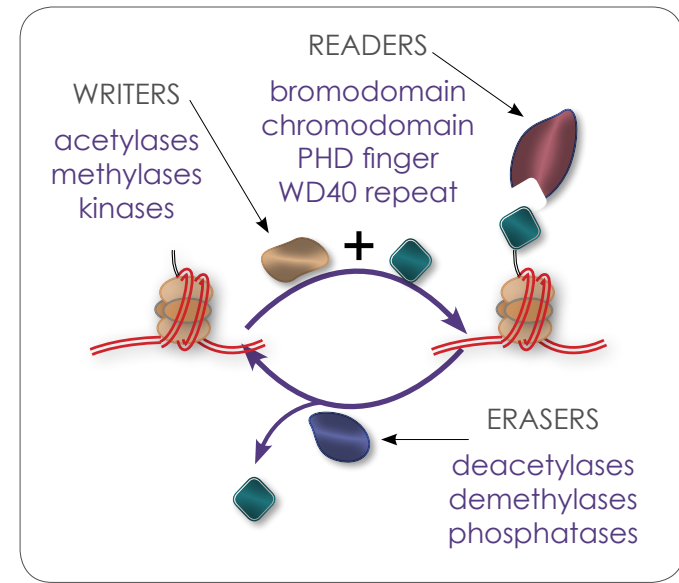 READERS
bromodomain
chromodomain
PHD finger
WD40 repeat
WRITERS
acetylases
methylases
kinases
+
ERASERS
deacetylases
demethylases
phosphatases